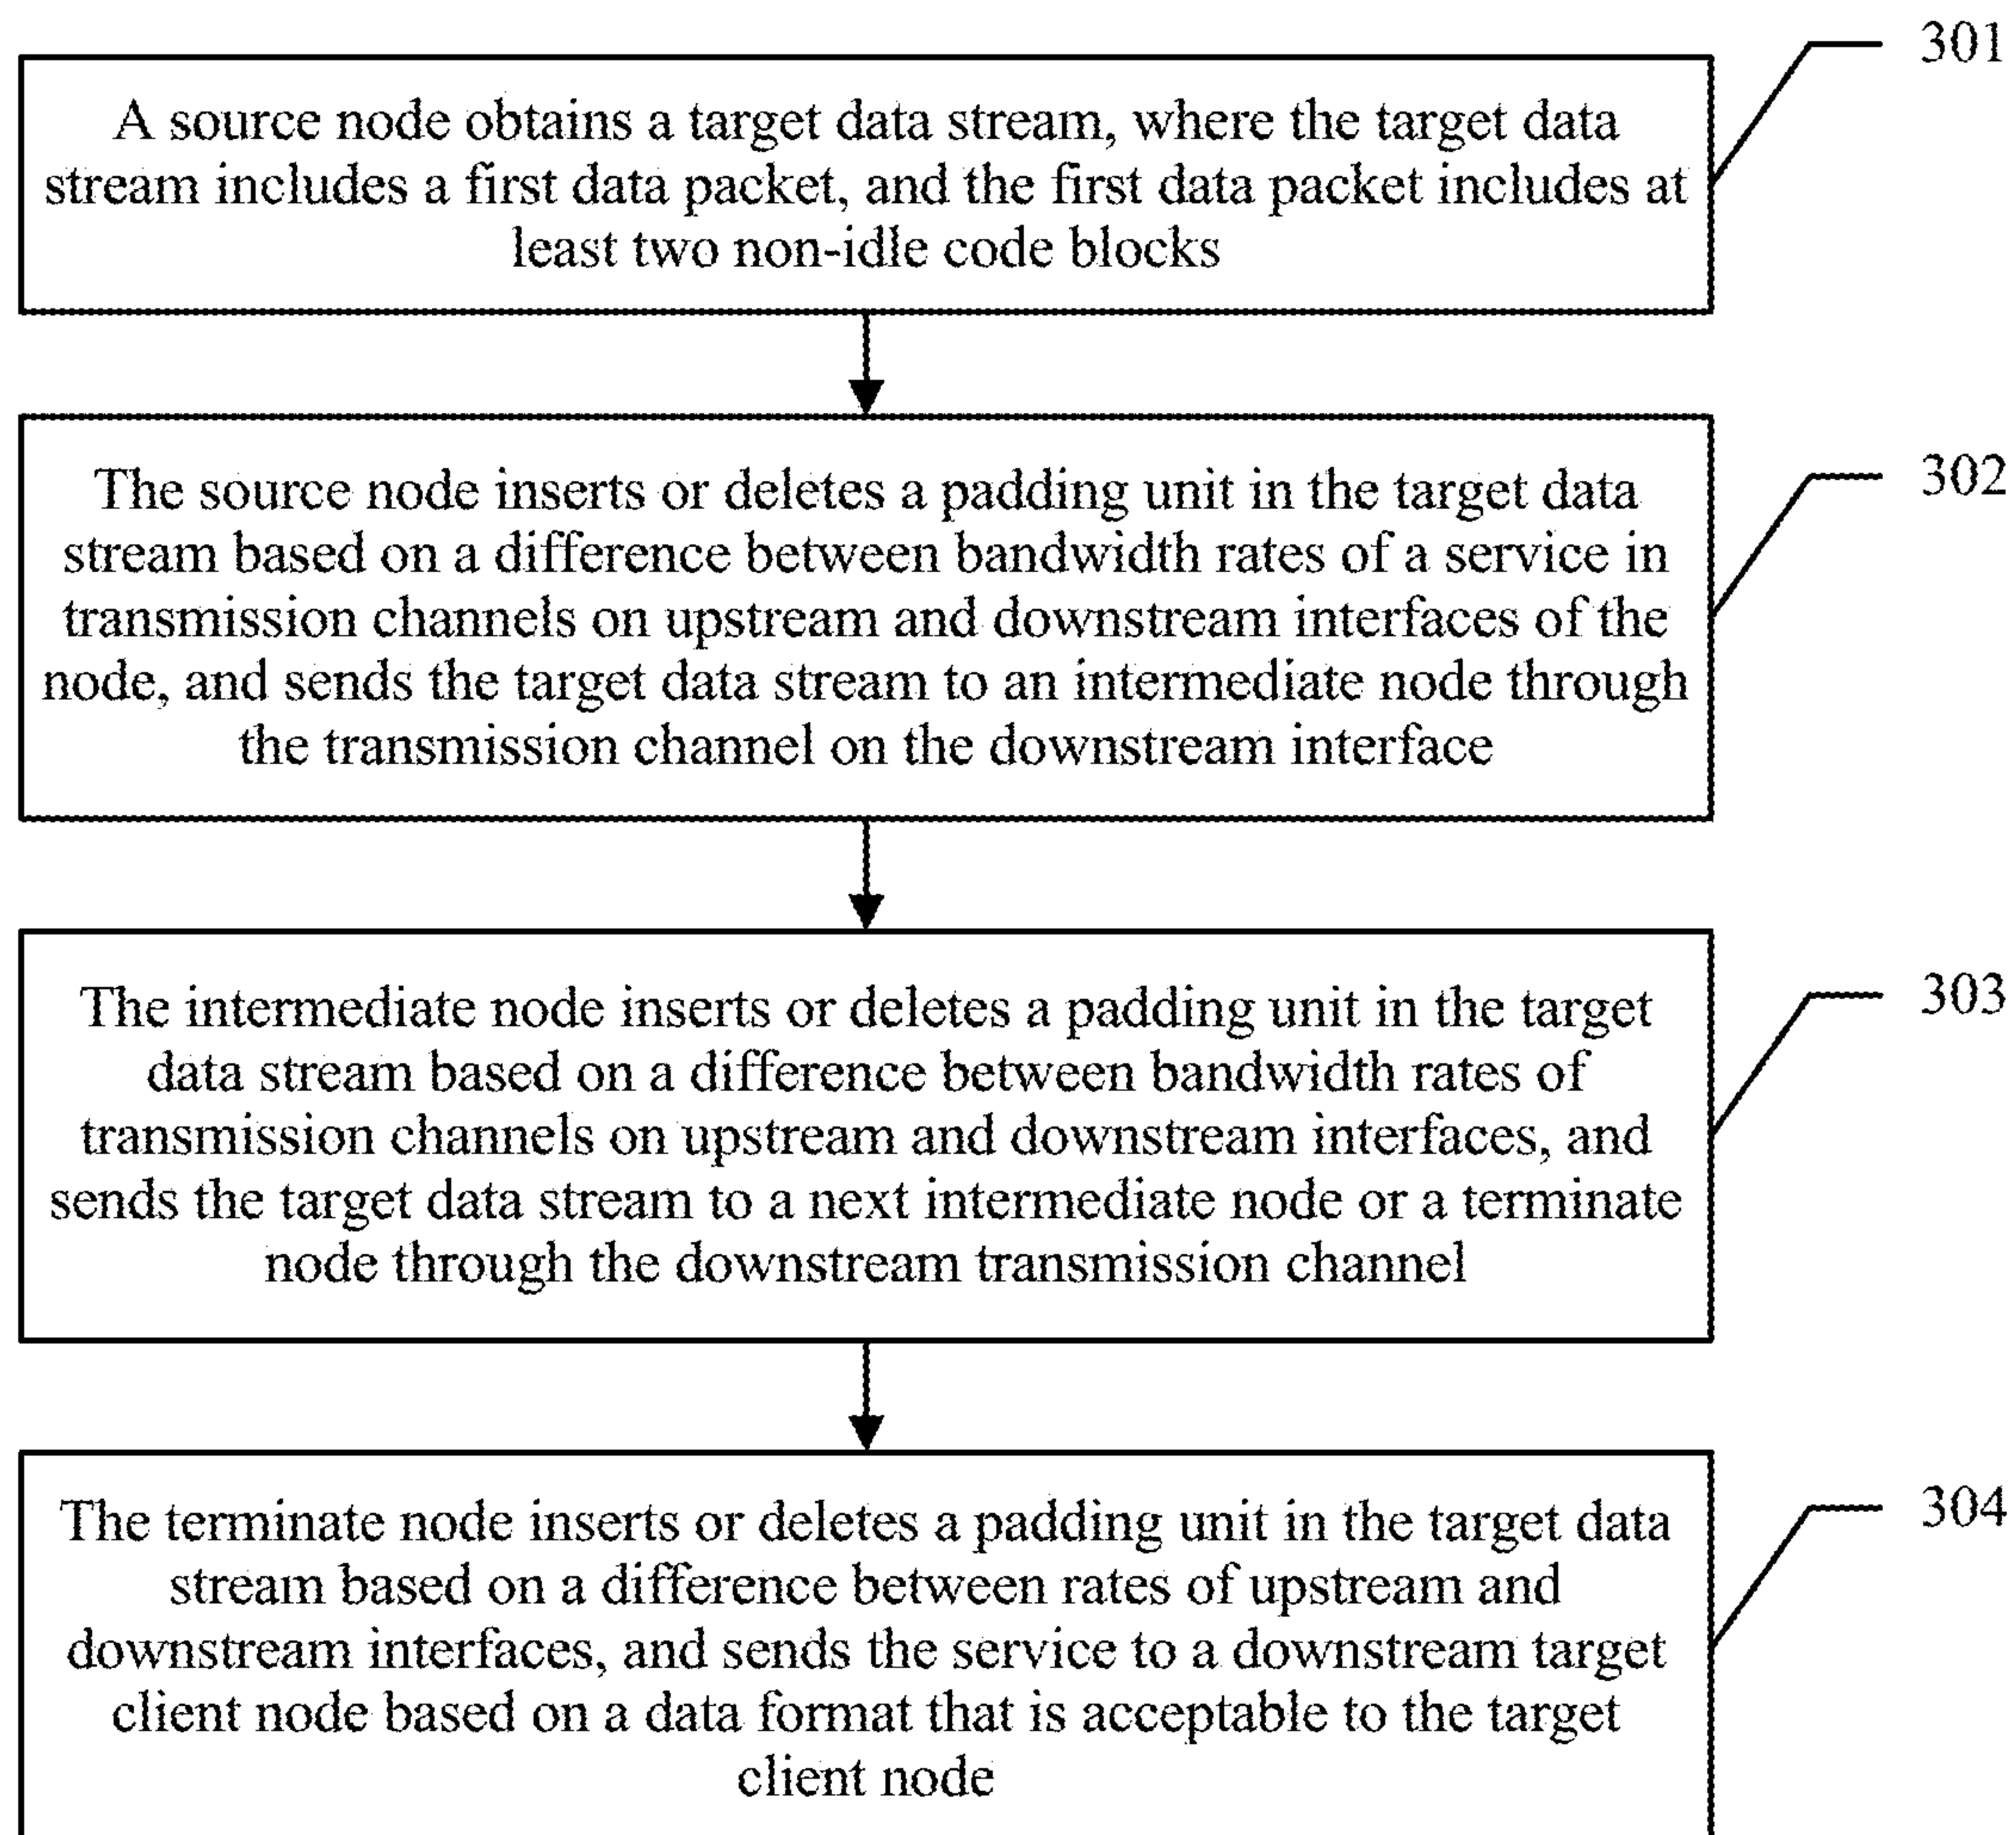 301
A source node obtains a target data stream, where the target data
stream includes a first data packet, and the first data packet includes at
least two non-idle code blocks
302
The source node inserts or deletes a padding unit in the target data
stream based on a difference between bandwidth rates of a service in
transmission channels on upstream and downstream interfaces of the
node, and sends the target data stream to an intermediate node through
the transmission channel on the downstream interface
303
The intermediate node inserts or deletes a padding unit in the target
data stream based on a difference between bandwidth rates of
transmission channels on upstream and downstream interfaces, and
sends the target data stream to a next intermediate node or a terminate
node through the downstream transmission channel
304
The terminate node inserts or deletes a padding unit in the target data
stream based on a difference between rates of upstream and
downstream interfaces, and sends the service to a downstream target
client node based on a data format that is acceptable to the target
client node